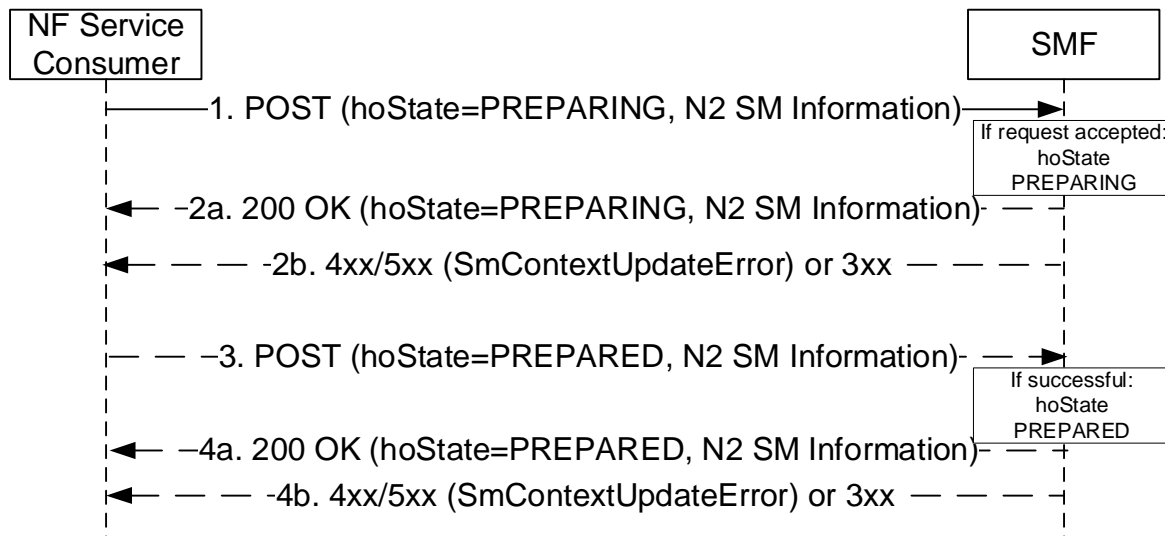 NF Service
Consumer
SMF
1. POST (hoState=PREPARING, N2 SM Information)
If request accepted:
hoState
PREPARING
2a. 200 OK (hoState=PREPARING, N2 SM Information)
2b. 4xx/5xx (SmContextUpdateError) or 3xx
3. POST (hoState=PREPARED, N2 SM Information)
If successful:
hoState
PREPARED
4a. 200 OK (hoState=PREPARED, N2 SM Information)
4b. 4xx/5xx (SmContextUpdateError) or 3xx